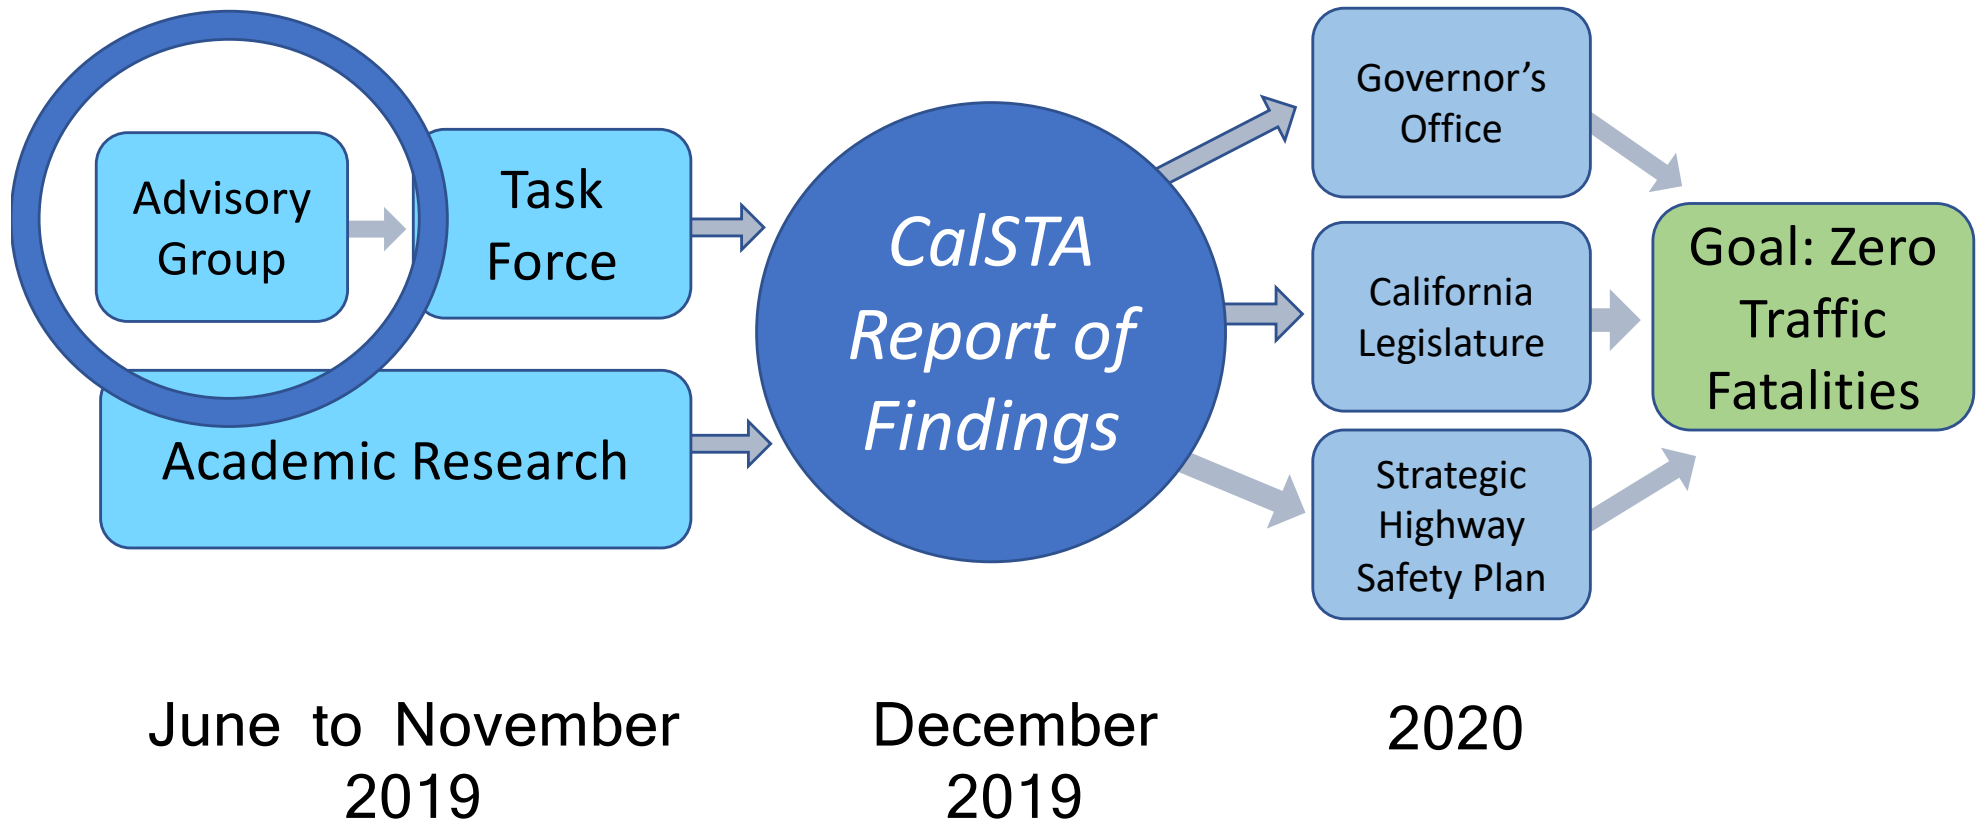 Advisory
Group
Task
Force
Academic Research
CalSTA
Report of
Findings
Governor’s
Office
California
Legislature
Strategic
Highway
Safety Plan
Goal: Zero
Traffic
Fatalities
June to November
2019
December
2019
2020